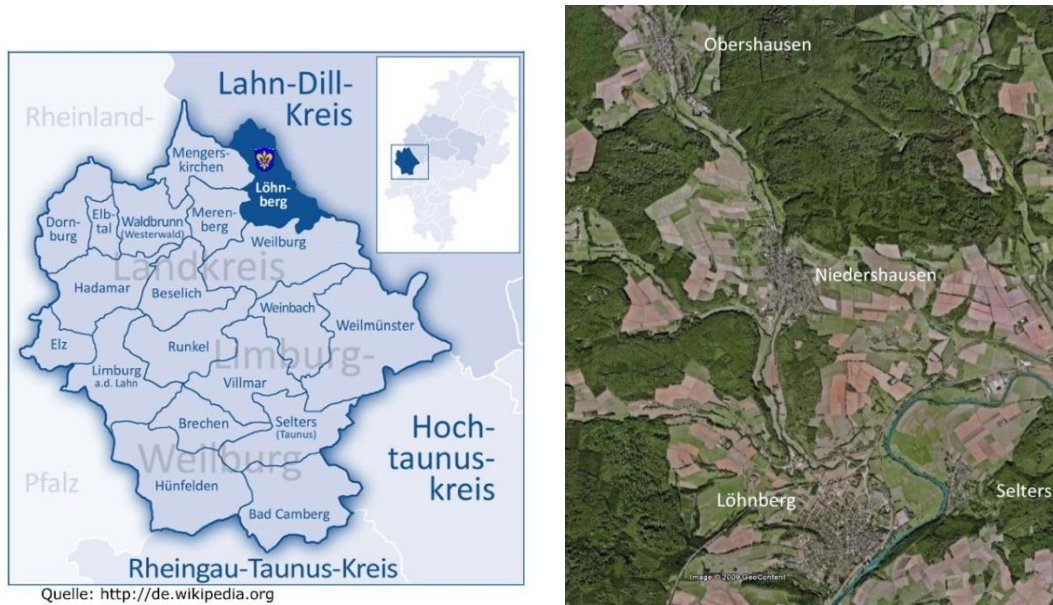 Rheinland-
Lahn-Dill-
Kreis
Mengers-
kirchen
Löhn-
berg
Dorn-
burg
Elb-
tal
Waldbrunn
(Westerwald)
Meren-
berg
Weilburg
Landkreis
Hadamar
Beselich
Weinbach
Weilmünster
Elz
Limburg
a.d. Lahn
Runkel
Limburg-
Villmar
Brechen
Selters
(Taunus)
Hoch-
taunus-
kreis
Weilburg
Pfalz
Hünfelden
Bad Camberg
Rheingau-Taunus-Kreis
Quelle: http://de.wikipedia.org
Obershausen
Niedershausen
Löhnberg
Selters
Image © 2009 GeoContent